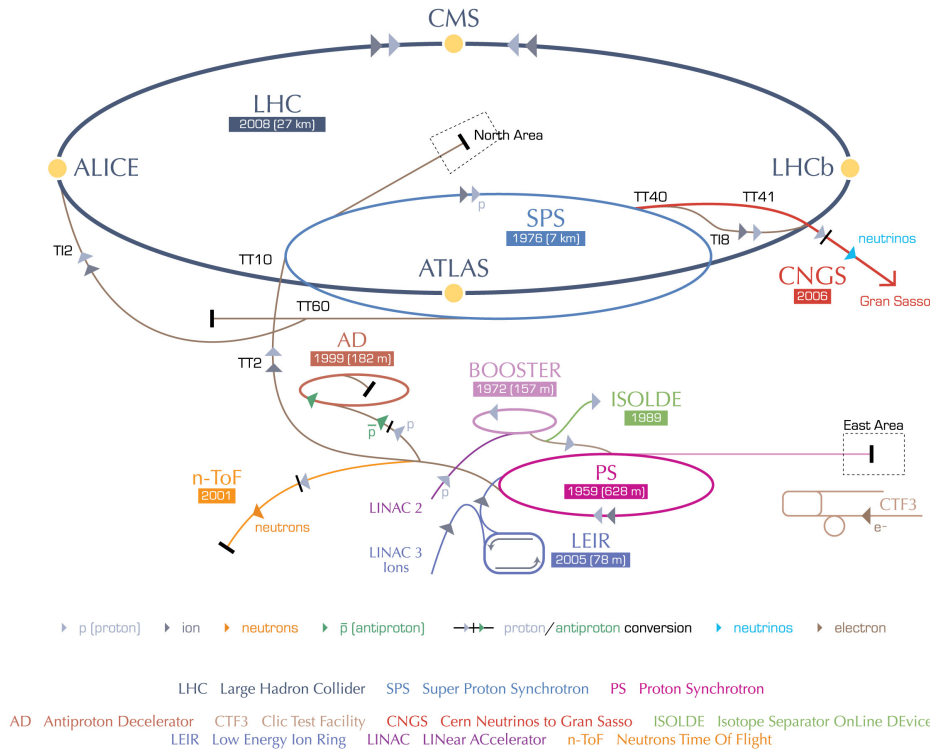 CMS
LHC
2008 (27 km)
North Area
ALICE
LHCb
TT40
TT41
p
SPS
1976 (7 km)
TI8
TI2
TT10
neutrinos
ATLAS
CNGS
2006
Gran Sasso
TT60
AD
1999 (182 m)
TT2
BOOSTER
1972 (157 m)
ISOLDE
1989
p
p̅
East Area
n-ToF
2001
PS
1959 (628 m)
p
LINAC 2
neutrons
CTF3
e-
LINAC 3
Ions
LEIR
2005 (78 m)
p (proton) ion neutrons p̅ (antiproton) proton/antiproton conversion neutrinos electron
LHC Large Hadron Collider SPS Super Proton Synchrotron PS Proton Synchrotron
AD Antiproton Decelerator CTF3 Clic Test Facility CNGS Cern Neutrinos to Gran Sasso ISOLDE Isotope Separator OnLine DEvice
LEIR Low Energy Ion Ring LINAC LINear ACcelerator n-ToF Neutrons Time Of Flight